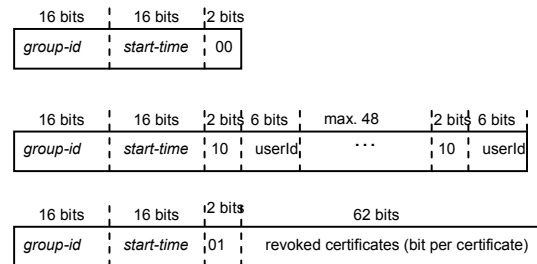 16 bits 16 bits 2 bits
group-id start-time 00
16 bits 16 bits 2 bits 6 bits max. 48 2 bits 6 bits
group-id start-time 10 userId ... 10 userId
16 bits 16 bits 2 bits 62 bits
group-id start-time 01 revoked certificates (bit per certificate)